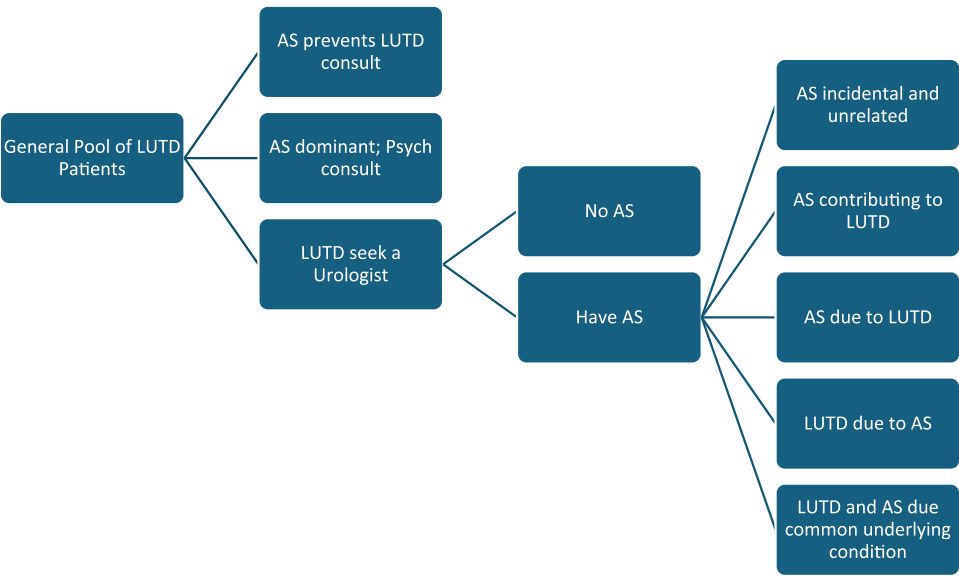 General Pool of LUTD
Patients
AS prevents LUTD
consult
AS dominant; Psych
consult
LUTD seek a
Urologist
No AS
Have AS
AS incidental and
unrelated
AS contributing to
LUTD
AS due to LUTD
LUTD due to AS
LUTD and AS due
common underlying
condition